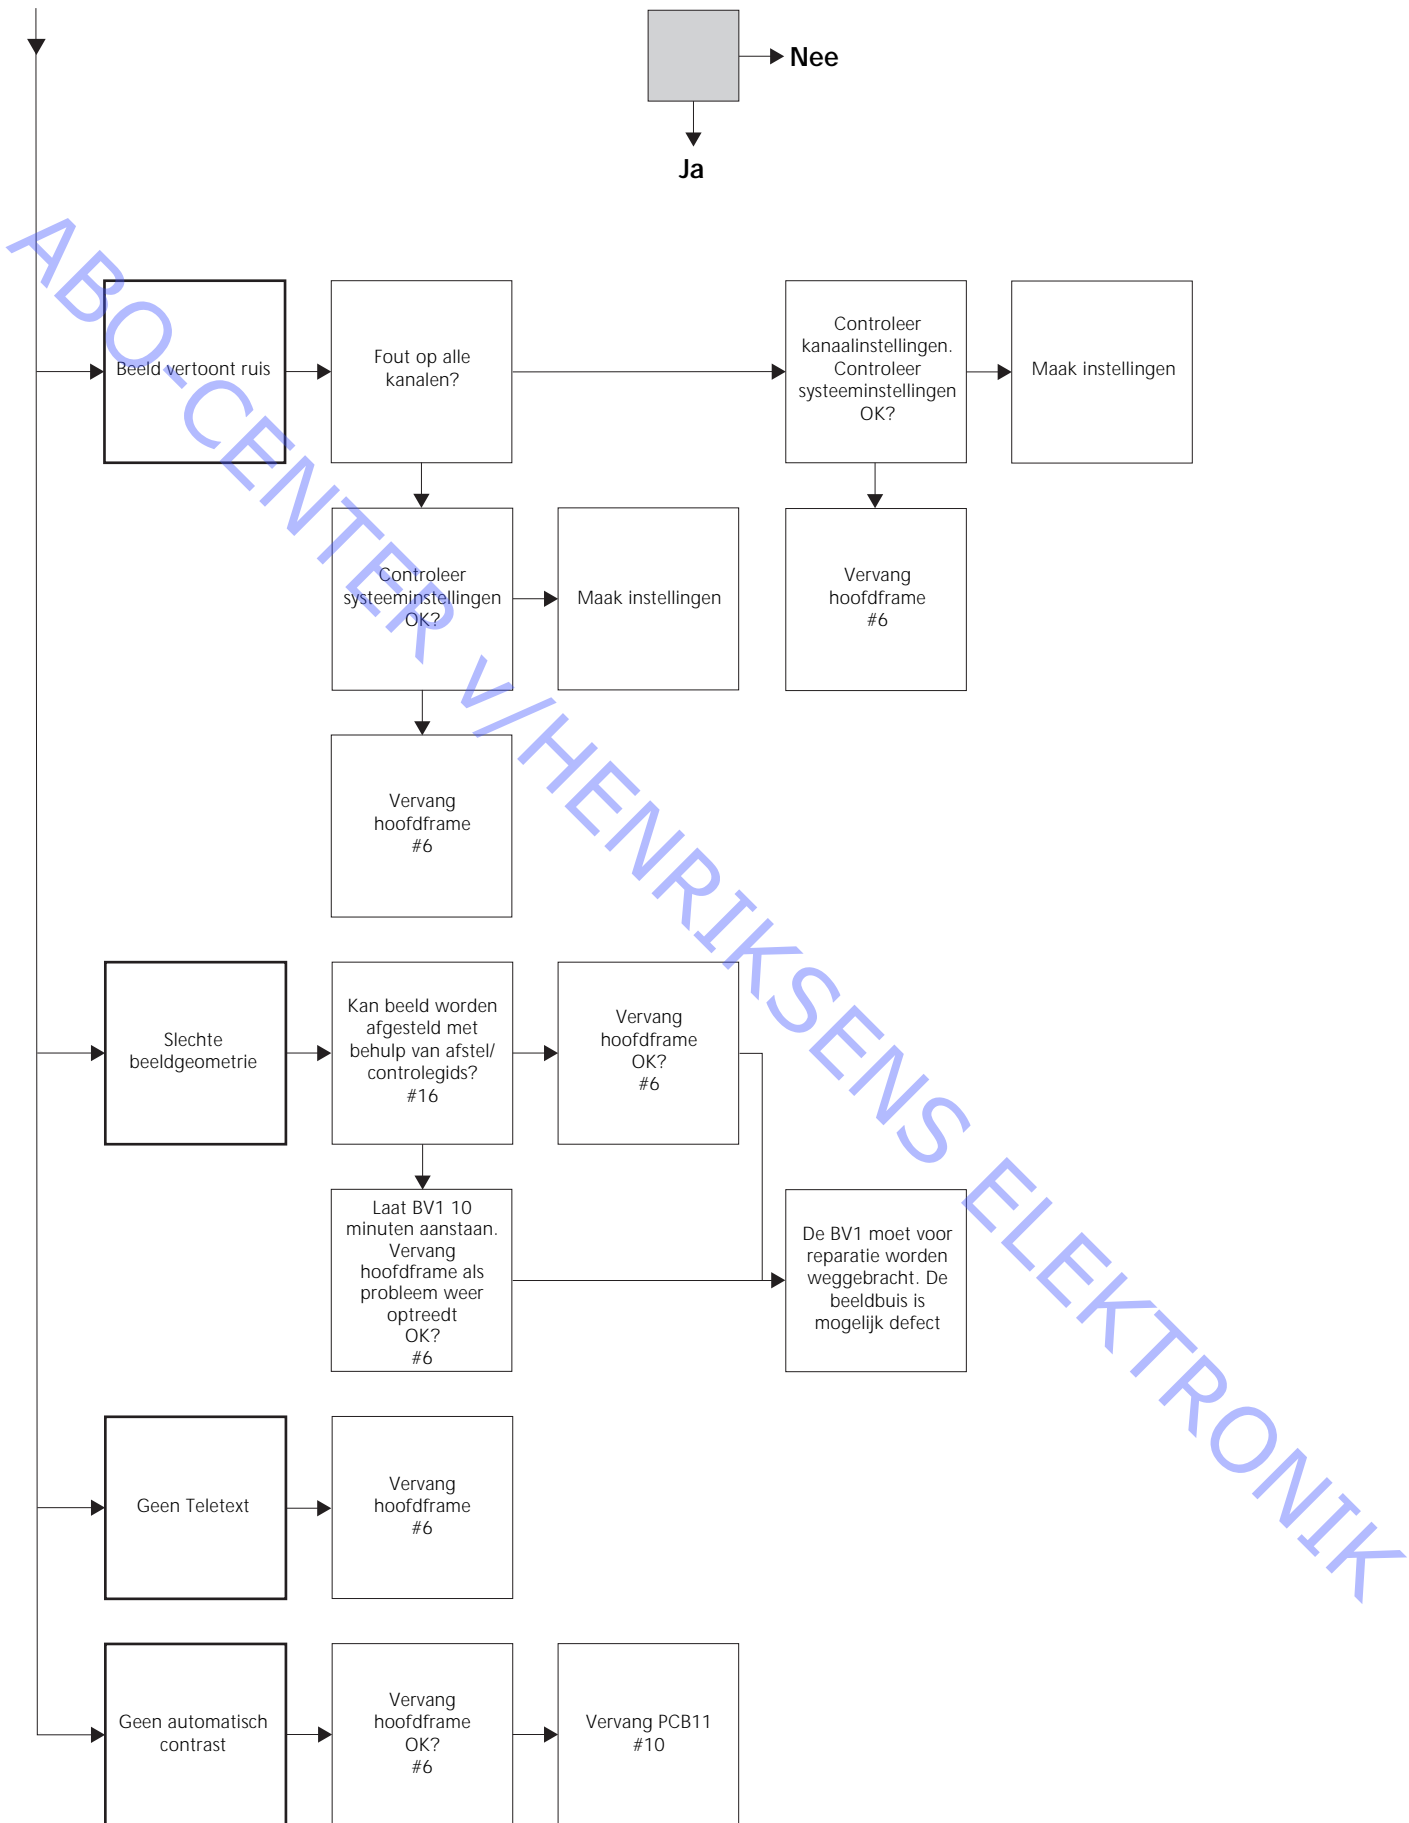 Nee
Ja
Beeld vertoont ruis
Fout op alle
kanalen?
Controleer
kanaalinstellingen.
Controleer
systeeminstellingen
OK?
Maak instellingen
Controleer
systeeminstellingen
OK?
Maak instellingen
Vervang
hoofdframe
#6
Vervang
hoofdframe
#6
Slechte
beeldgeometrie
Kan beeld worden
afgesteld met
behulp van afstel/
controlegids?
#16
Vervang
hoofdframe
OK?
#6
Laat BV1 10
minuten aanstaan.
Vervang
hoofdframe als
probleem weer
optreedt
OK?
#6
De BV1 moet voor
reparatie worden
weggebracht. De
beeldbuis is
mogelijk defect
Geen Teletext
Vervang
hoofdframe
#6
Geen automatisch
contrast
Vervang
hoofdframe
OK?
#6
Vervang PCB11
#10
ABO-CENTER v/HENRIKSENS ELEKTRONIK